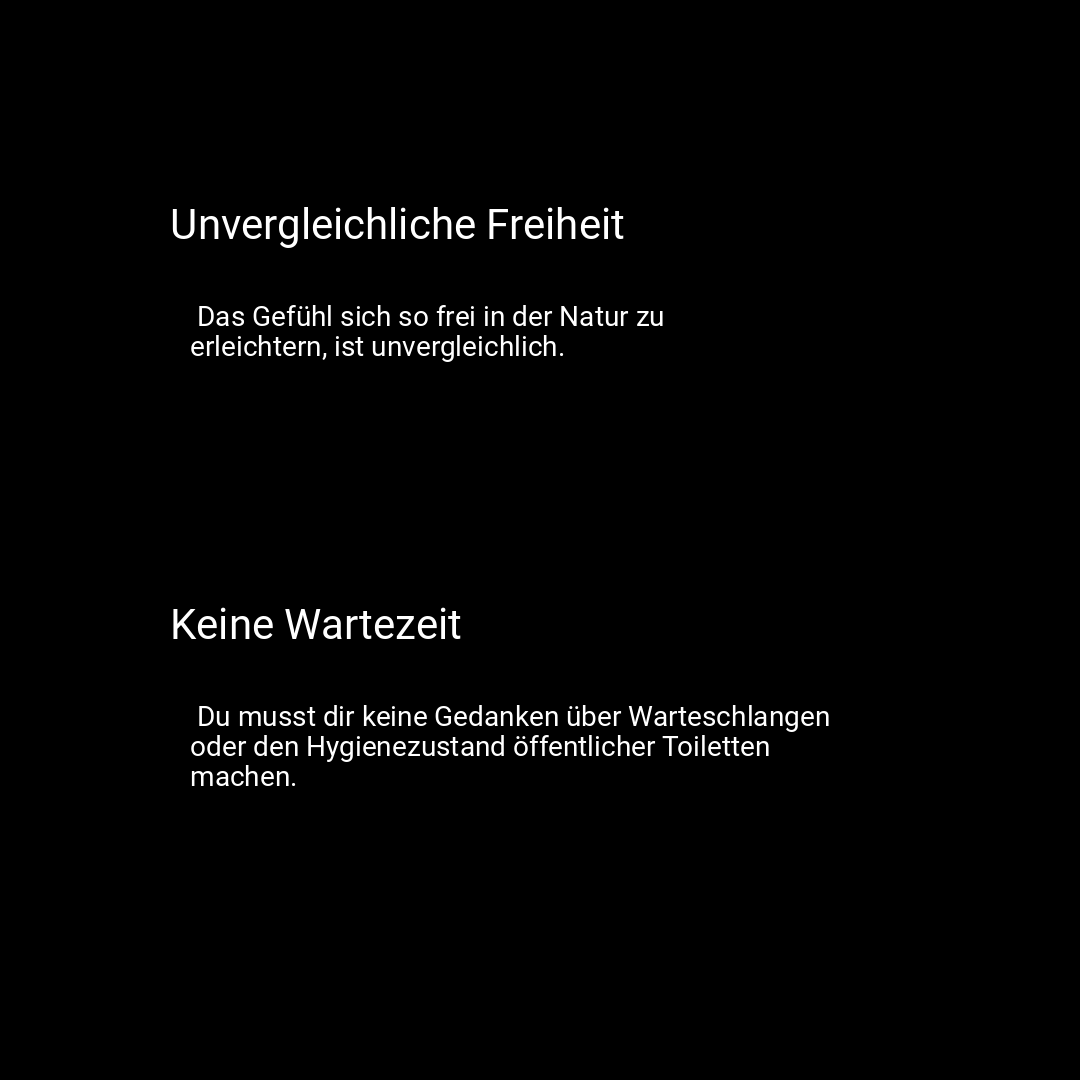 Unvergleichliche Freiheit
Das Gefühl sich so frei in der Natur zu
erleichtern, ist unvergleichlich.
Keine Wartezeit
Du musst dir keine Gedanken über Warteschlangen
oder den Hygienezustand öffentlicher Toiletten
machen.